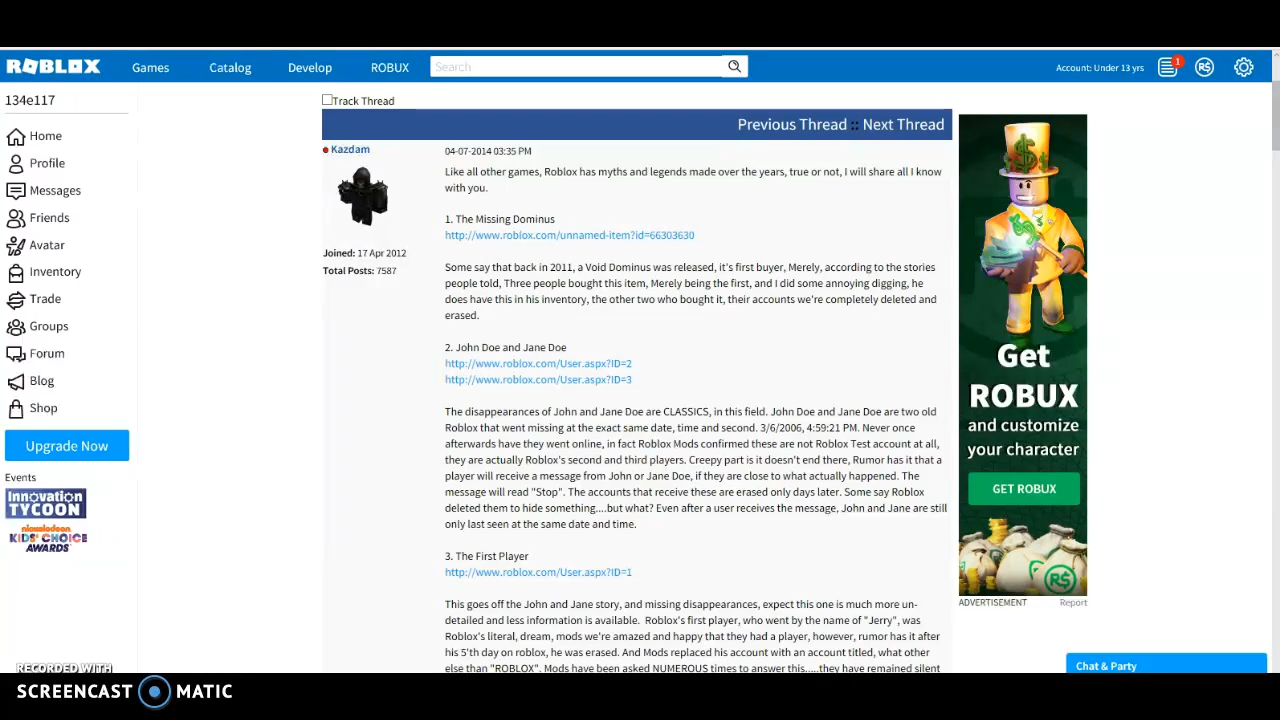 ROBLOX Games Catalog Develop ROBUX Search Account: Under 13 yrs 1 R$
134e117
Home
Profile
Messages
Friends
Avatar
Inventory
Trade
Groups
Forum
Blog
Shop
Upgrade Now
Events
INNOVATION
TYCOON
nickelodeon
KIDS' CHOICE
AWARDS
Track Thread
Previous Thread :: Next Thread
Kazdam
Joined: 17 Apr 2012
Total Posts: 7587
04-07-2014 03:35 PM
Like all other games, Roblox has myths and legends made over the years, true or not, I will share all I know
with you.
1. The Missing Dominus
http://www.roblox.com/unnamed-item?id=66303630
Some say that back in 2011, a Void Dominus was released, it's first buyer, Merely, according to the stories
people told, Three people bought this item, Merely being the first, and I did some annoying digging, he
does have this in his inventory, the other two who bought it, their accounts we're completely deleted and
erased.
2. John Doe and Jane Doe
http://www.roblox.com/User.aspx?ID=2
http://www.roblox.com/User.aspx?ID=3
The disappearances of John and Jane Doe are CLASSICS, in this field. John Doe and Jane Doe are two old
Roblox that went missing at the exact same date, time and second. 3/6/2006, 4:59:21 PM. Never once
afterwards have they went online, in fact Roblox Mods confirmed these are not Roblox Test account at all,
they are actually Roblox's second and third players. Creepy part is it doesn't end there, Rumor has it that a
player will receive a message from John or Jane Doe, if they are close to what actually happened. The
message will read "Stop". The accounts that receive these are erased only days later. Some say Roblox
deleted them to hide something....but what? Even after a user receives the message, John and Jane are still
only last seen at the same date and time.
3. The First Player
http://www.roblox.com/User.aspx?ID=1
This goes off the John and Jane story, and missing disappearances, expect this one is much more un-
detailed and less information is available. Roblox's first player, who went by the name of "Jerry", was
Roblox's literal, dream, mods we're amazed and happy that they had a player, however, rumor has it after
his 5'th day on roblox, he was erased. And Mods replaced his account with an account titled, what other
else than "ROBLOX". Mods have been asked NUMEROUS times to answer this.....they have remained silent
$
Get
ROBUX
and customize
your character
GET ROBUX
R$
ADVERTISEMENT Report
Chat & Party
RECORDED WITH
SCREENCAST MATIC